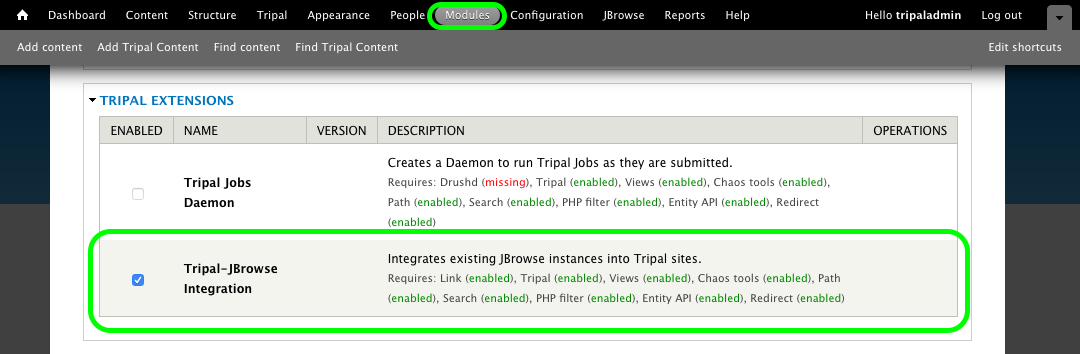 Dashboard Content Structure Tripal Appearance People Modules Configuration JBrowse Reports Help Hello tripaladmin Log out
Add content Add Tripal Content Find content Find Tripal Content Edit shortcuts
TRIPAL EXTENSIONS
ENABLED NAME VERSION DESCRIPTION OPERATIONS
Tripal Jobs Daemon
Creates a Daemon to run Tripal Jobs as they are submitted.
Requires: Drushd (missing), Tripal (enabled), Views (enabled), Chaos tools (enabled),
Path (enabled), Search (enabled), PHP filter (enabled), Entity API (enabled), Redirect
(enabled)
Tripal-JBrowse
Integration
Integrates existing JBrowse instances into Tripal sites.
Requires: Link (enabled), Tripal (enabled), Views (enabled), Chaos tools (enabled), Path
(enabled), Search (enabled), PHP filter (enabled), Entity API (enabled), Redirect (enabled)